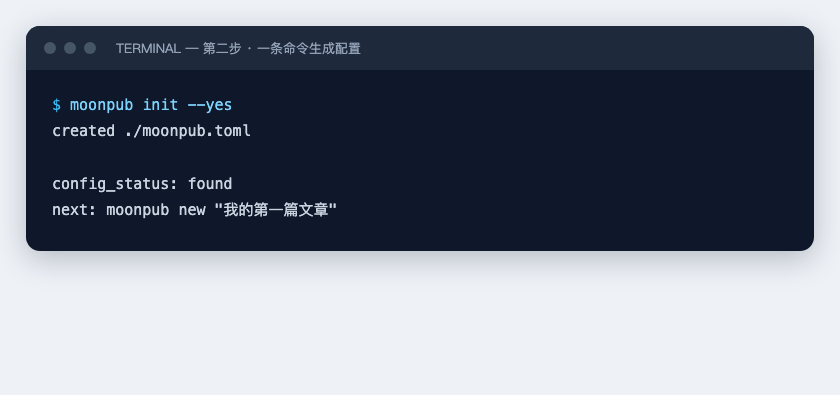 TERMINAL — 第二步 · 一条命令生成配置
$ moonpub init --yes
created ./moonpub.toml
config_status: found
next: moonpub new "我的第一篇文章"